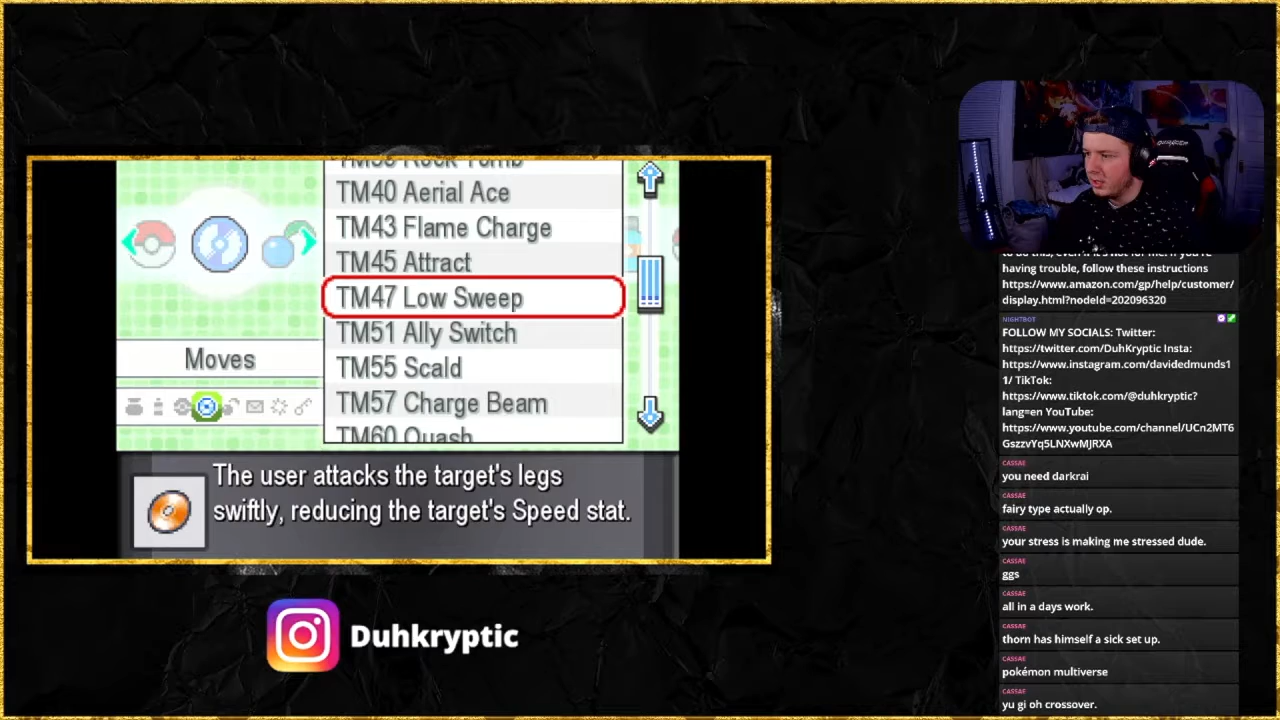 TM40 Aerial Ace
TM43 Flame Charge
TM45 Attract
TM47 Low Sweep
TM51 Ally Switch
TM55 Scald
TM57 Charge Beam
TM60 Quash
Moves
The user attacks the target's legs
swiftly, reducing the target's Speed stat.
Duhkryptic
having trouble, follow these instructions
https://www.amazon.com/gp/help/customer/
display.html?nodeId=202096320
NIGHTBOT
FOLLOW MY SOCIALS: Twitter:
https://twitter.com/DuhKryptic Insta:
https://www.instagram.com/davidedmunds1
1/ TikTok:
https://www.tiktok.com/@duhkryptic?
lang=en YouTube:
https://www.youtube.com/channel/UCn2MT6
GszzvYq5LNXwMJRXA
CASSAE
you need darkrai
CASSAE
fairy type actually op.
CASSAE
your stress is making me stressed dude.
CASSAE
ggs
CASSAE
all in a days work.
CASSAE
thorn has himself a sick set up.
CASSAE
pokémon multiverse
CASSAE
yu gi oh crossover.